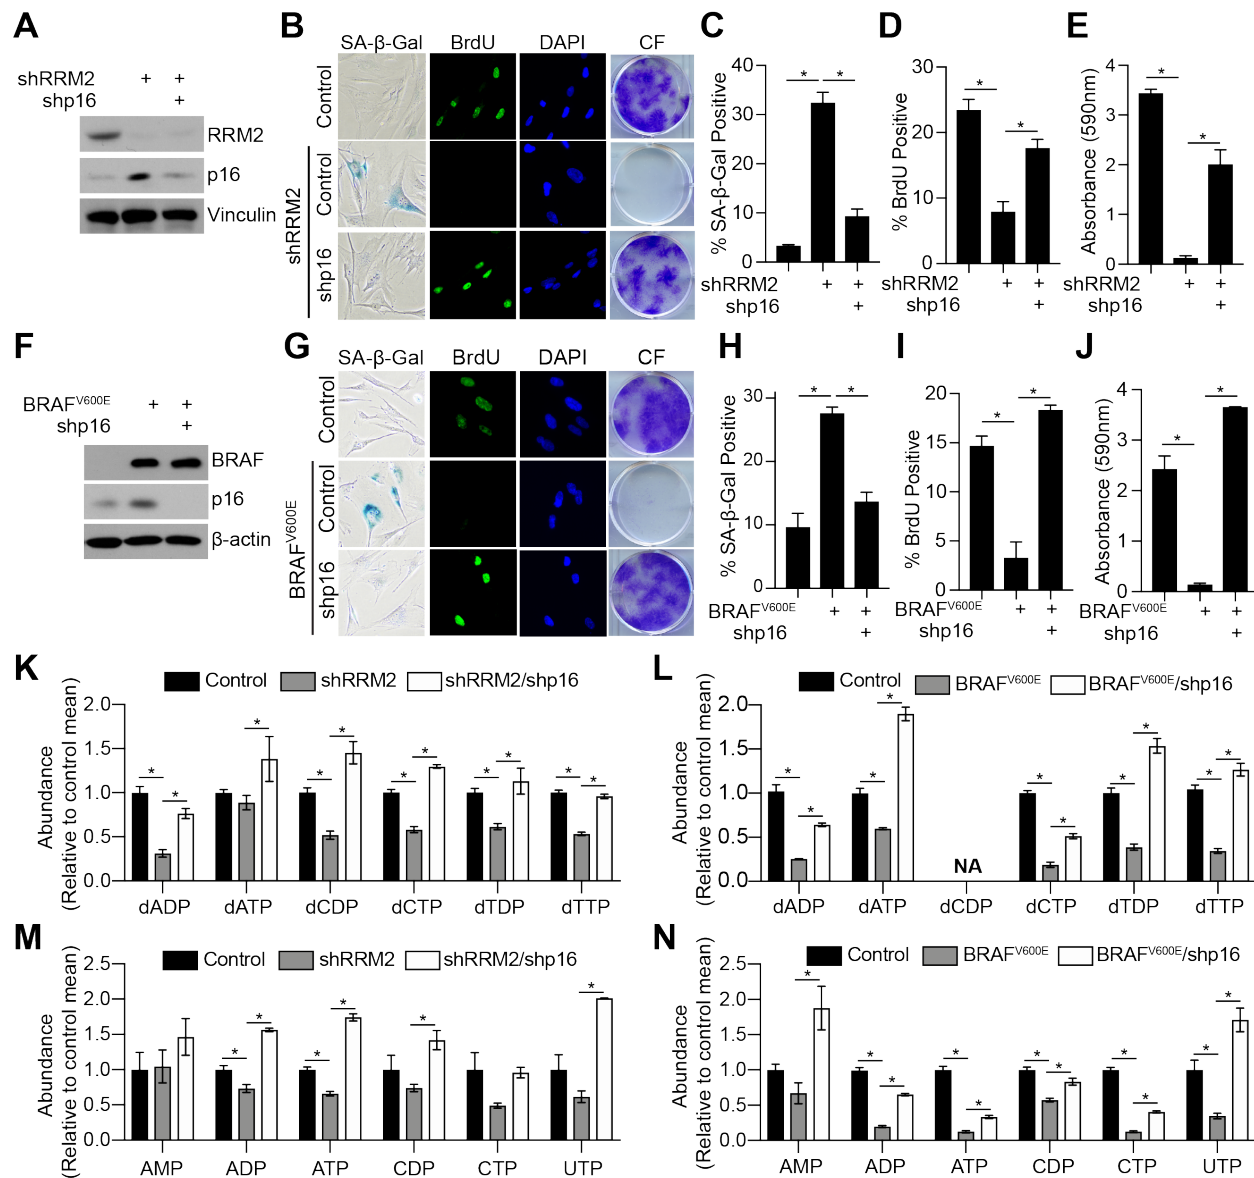 A
shRRM2 + +
shp16 +
RRM2
p16
Vinculin
B
SA-β-Gal BrdU DAPI CF
Control
shRRM2
Control
shp16
C
% SA-β-Gal Positive
40
30
20
10
0
shRRM2 + +
shp16 +
* *
D
% BrdU Positive
30
20
10
0
shRRM2 + +
shp16 +
* *
E
Absorbance (590nm)
4
3
2
1
0
shRRM2 + +
shp16 +
* *
F
BRAFV600E + +
shp16 +
BRAF
p16
β-actin
G
SA-β-Gal BrdU DAPI CF
Control
BRAFV600E
Control
shp16
H
% SA-β-Gal Positive
30
20
10
0
BRAFV600E + +
shp16 +
* *
I
% BrdU Positive
20
15
10
5
0
BRAFV600E + +
shp16 +
* *
J
Absorbance (590nm)
4
3
2
1
0
BRAFV600E + +
shp16 +
* *
K
Control shRRM2 shRRM2/shp16
Abundance
(Relative to control mean)
2.0
1.5
1.0
0.5
0.0
* * * * * * * * * * *
dADP dATP dCDP dCTP dTDP dTTP
L
Control BRAFV600E BRAFV600E/shp16
Abundance
(Relative to control mean)
2.0
1.5
1.0
0.5
0.0
* * * * * * * * * *
NA
dADP dATP dCDP dCTP dTDP dTTP
M
Control shRRM2 shRRM2/shp16
Abundance
(Relative to control mean)
2.5
2.0
1.5
1.0
0.5
0.0
* * * * * *
AMP ADP ATP CDP CTP UTP
N
Control BRAFV600E BRAFV600E/shp16
Abundance
(Relative to control mean)
2.5
2.0
1.5
1.0
0.5
0.0
* * * * * * * * * * *
AMP ADP ATP CDP CTP UTP